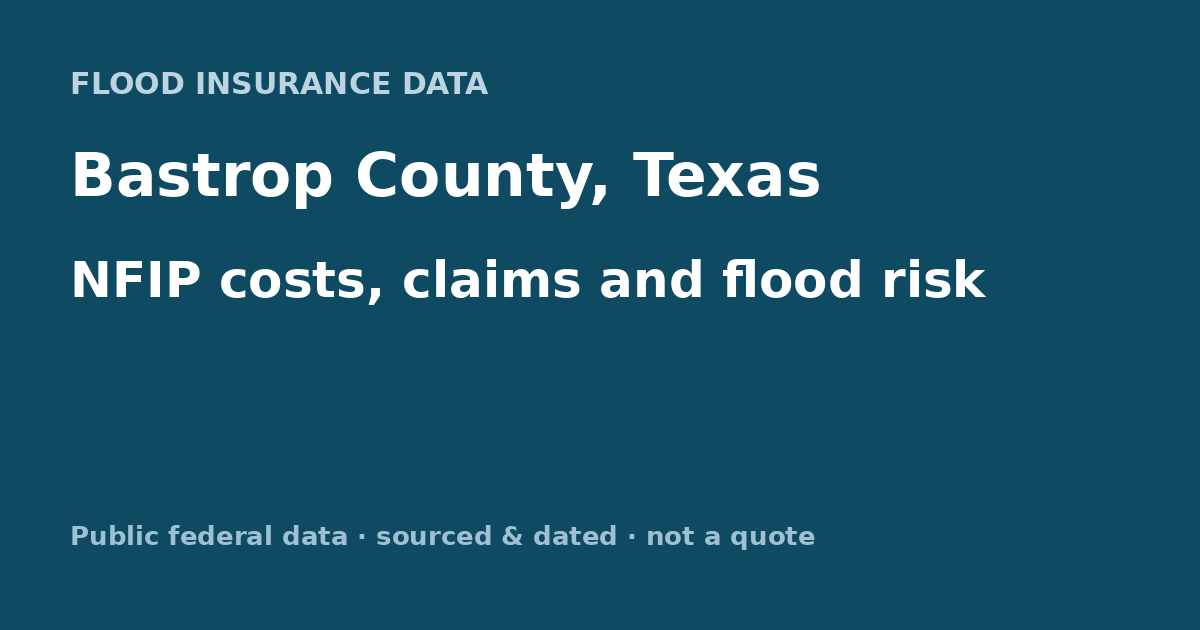 FLOOD INSURANCE DATA
Bastrop County, Texas
NFIP costs, claims and flood risk
Public federal data · sourced & dated · not a quote